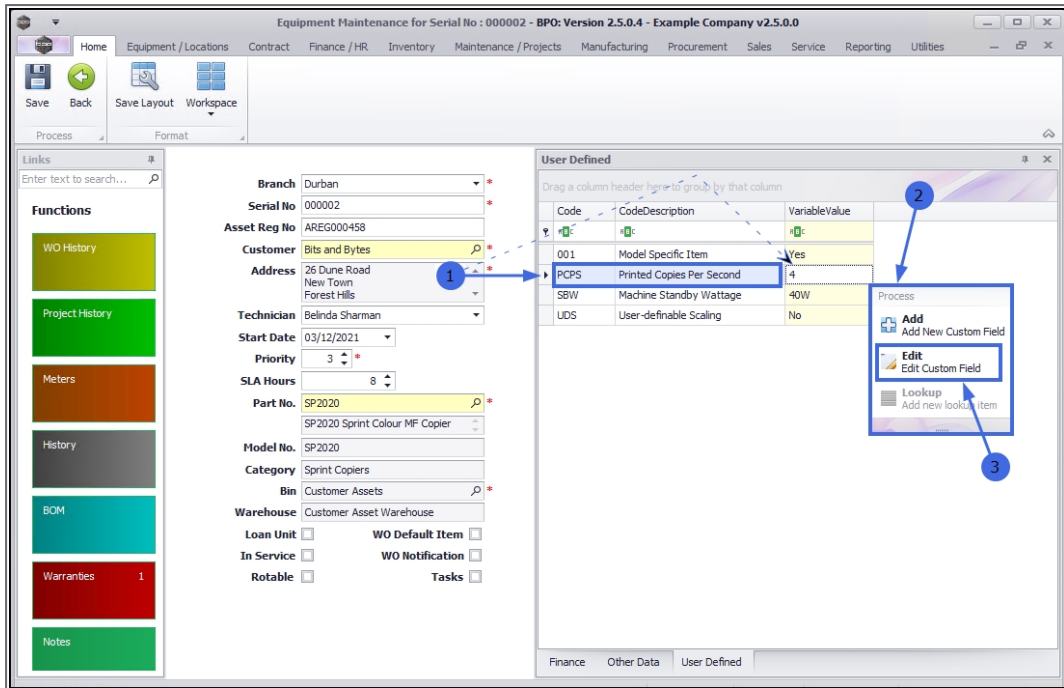 Equipment Maintenance for Serial No : 000002 - BPO: Version 2.5.0.4 - Example Company v2.5.0.0
Home Equipment / Locations Contract Finance / HR Inventory Maintenance / Projects Manufacturing Procurement Sales Service Reporting Utilities
Save Back Save Layout Workspace
Process Format
Links
Enter text to search...
Functions
WO History
Project History
Meters
History
BOM
Warranties 1
Notes
Branch Durban *
Serial No 000002 *
Asset Reg No AREG000458
Customer Bits and Bytes *
Address 26 Dune Road *
New Town
Forest Hills
Technician Belinda Sharman
Start Date 03/12/2021
Priority 3 *
SLA Hours 8
Part No. SP2020 *
SP2020 Sprint Colour MF Copier
Model No. SP2020
Category Sprint Copiers
Bin Customer Assets *
Warehouse Customer Asset Warehouse
Loan Unit WO Default Item
In Service WO Notification
Rotable Tasks
User Defined
Drag a column header here to group by that column
Code CodeDescription VariableValue
001 Model Specific Item Yes
PCPS Printed Copies Per Second 4
SBW Machine Standby Wattage 40W
UDS User-definable Scaling No
1
2
Process
Add
Add New Custom Field
Edit
Edit Custom Field
Lookup
Add new lookup item
3
Finance Other Data User Defined